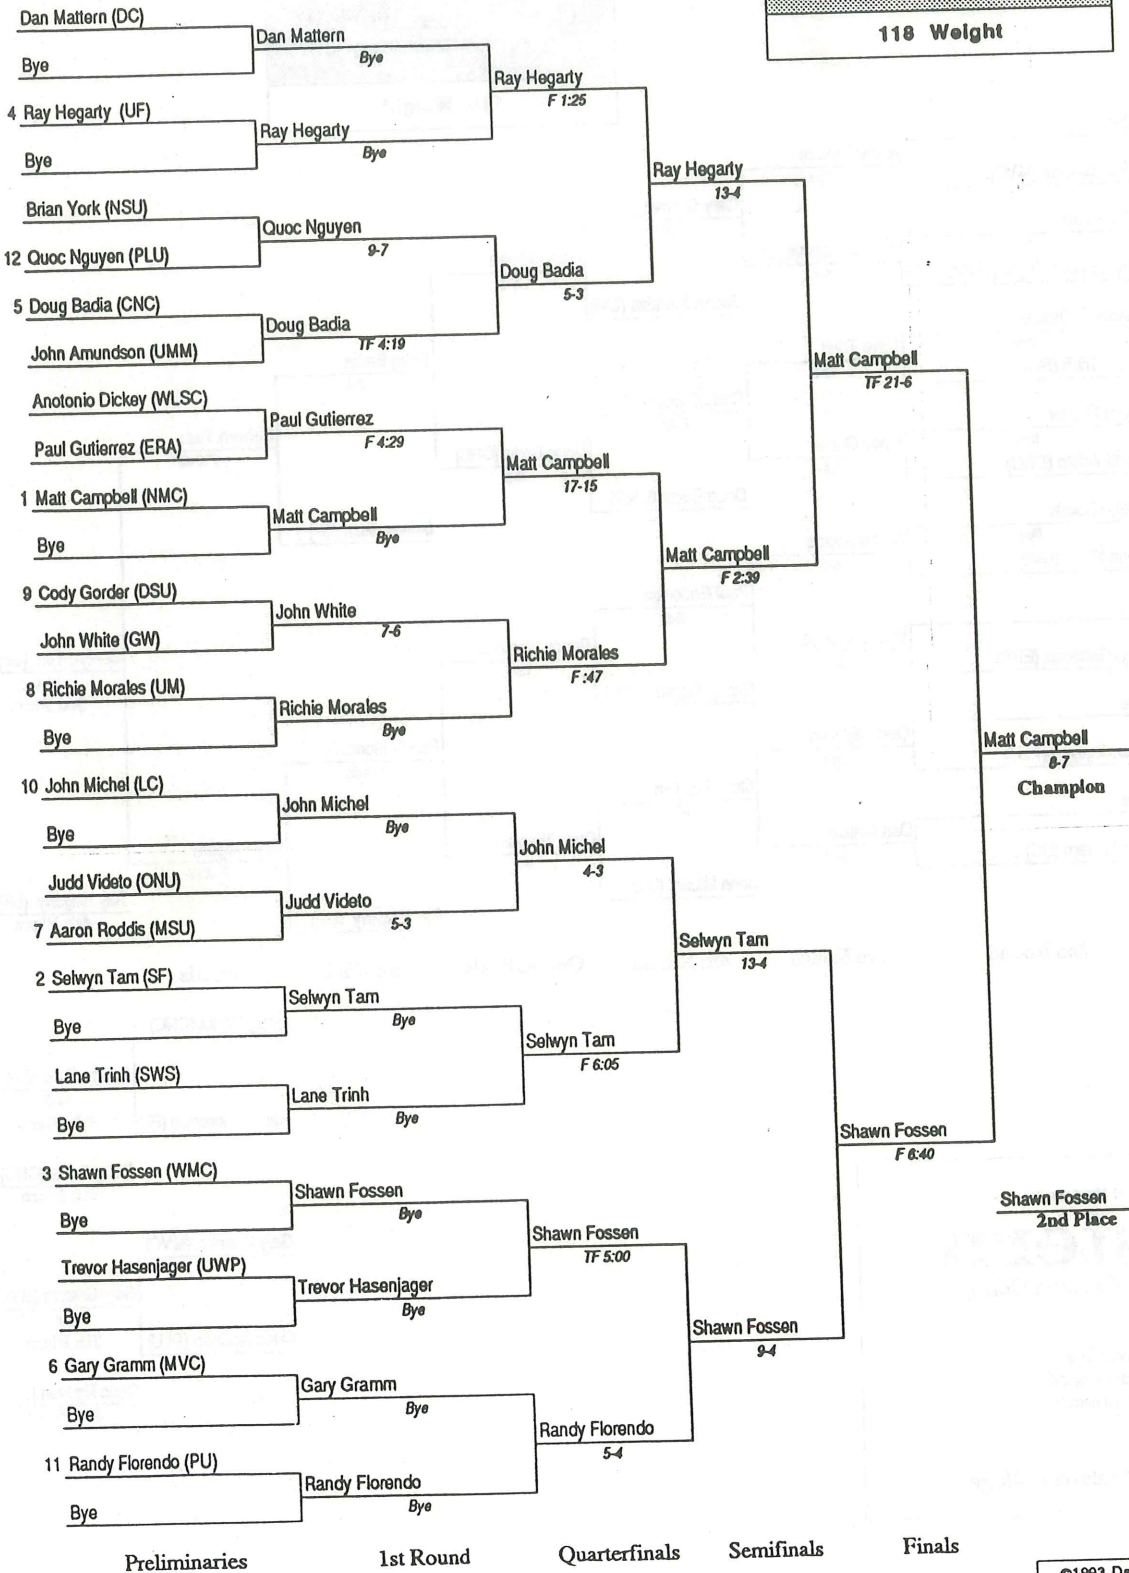 118 Weight
Dan Mattern (DC)
Bye
4 Ray Hegarty (UF)
Bye
Brian York (NSU)
12 Quoc Nguyen (PLU)
5 Doug Badia (CNC)
John Amundson (UMM)
Anotonio Dickey (WLSC)
Paul Gutierrez (ERA)
1 Matt Campbell (NMC)
Bye
9 Cody Gorder (DSU)
John White (GW)
8 Richie Morales (UM)
Bye
10 John Michel (LC)
Bye
Judd Videto (ONU)
7 Aaron Roddis (MSU)
2 Selwyn Tam (SF)
Bye
Lane Trinh (SWS)
Bye
3 Shawn Fossen (WMC)
Bye
Trevor Hasenjager (UWP)
Bye
6 Gary Gramm (MVC)
Bye
11 Randy Florendo (PU)
Bye
Dan Mattern
Bye
Ray Hegarty
Bye
Quoc Nguyen
9-7
Doug Badia
TF 4:19
Paul Gutierrez
F 4:29
Matt Campbell
Bye
John White
7-6
Richie Morales
Bye
John Michel
Bye
Judd Videto
5-3
Selwyn Tam
Bye
Lane Trinh
Bye
Shawn Fossen
Bye
Trevor Hasenjager
Bye
Gary Gramm
Bye
Randy Florendo
Bye
Ray Hegarty
F 1:25
Doug Badia
5-3
Matt Campbell
17-15
Richie Morales
F :47
John Michel
4-3
Selwyn Tam
F 6:05
Shawn Fossen
TF 5:00
Randy Florendo
5-4
Ray Hegarty
13-4
Matt Campbell
F 2:39
Selwyn Tam
13-4
Shawn Fossen
9-4
Matt Campbell
TF 21-6
Shawn Fossen
F 6:40
Matt Campbell
8-7
Champion
Shawn Fossen
2nd Place
Preliminaries
1st Round
Quarterfinals
Semifinals
Finals